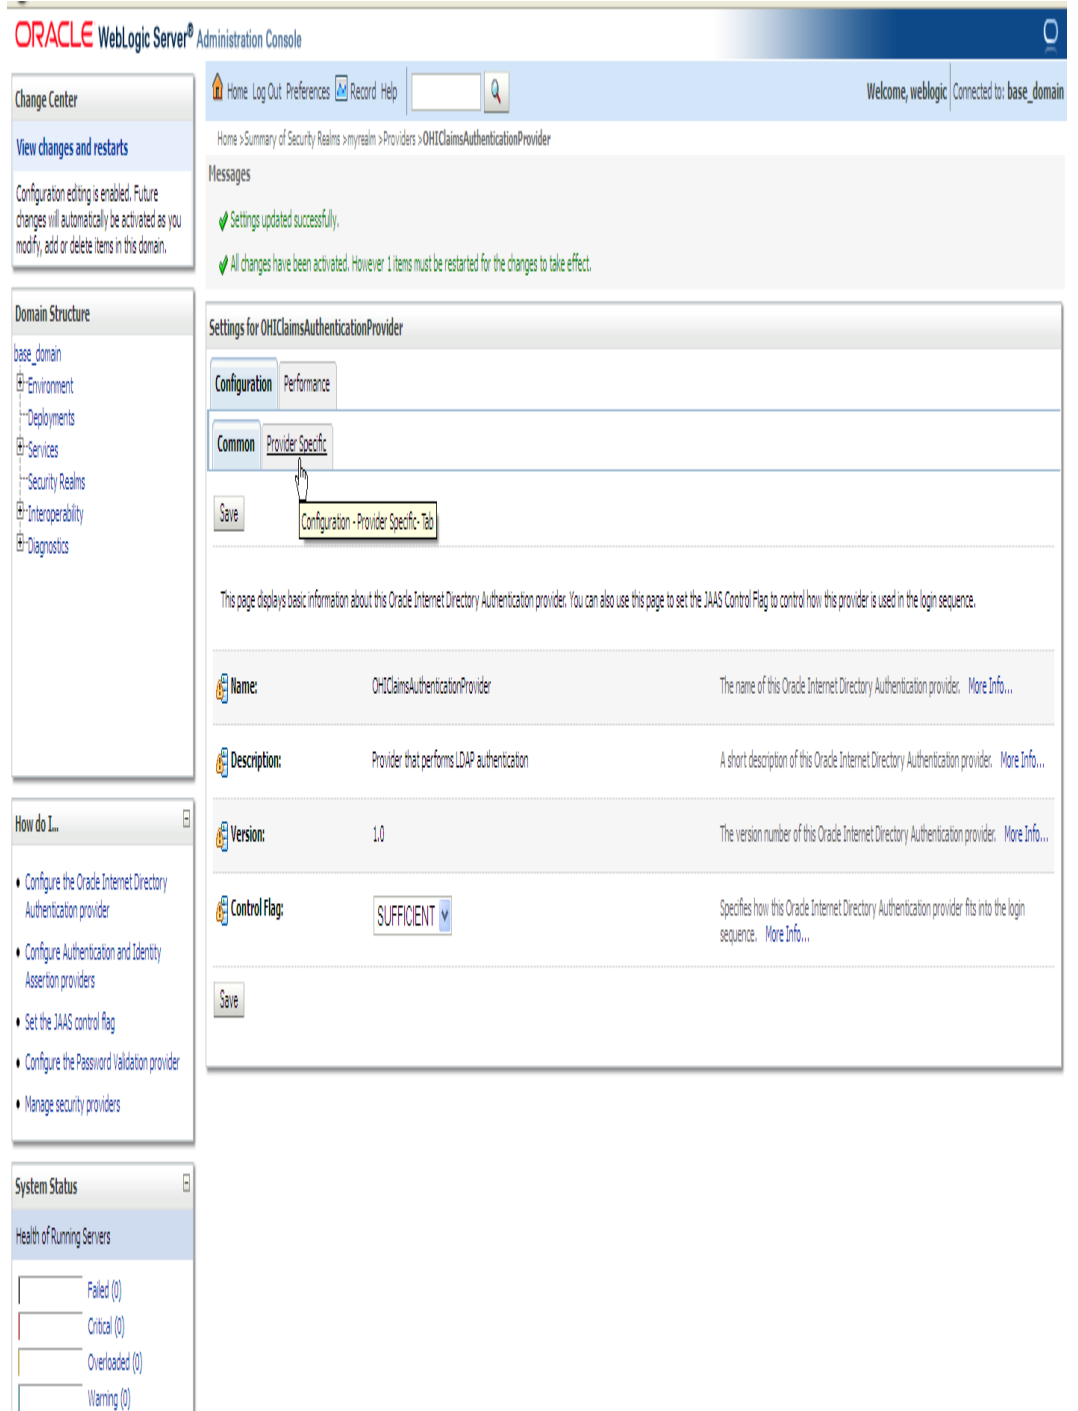 ORACLE WebLogic Server® Administration Console
Change Center
View changes and restarts
Configuration editing is enabled. Future
changes will automatically be activated as you
modify, add or delete items in this domain.
Domain Structure
base_domain
Environment
Deployments
Services
Security Realms
Interoperability
Diagnostics
How do I...
Configure the Oracle Internet Directory
Authentication provider
Configure Authentication and Identity
Assertion providers
Set the JAAS control flag
Configure the Password Validation provider
Manage security providers
System Status
Health of Running Servers
Failed (0)
Critical (0)
Overloaded (0)
Warning (0)
Home Log Out Preferences Record Help
Welcome, weblogic Connected to: base_domain
Home >Summary of Security Realms >myrealm >Providers >OHIClaimsAuthenticationProvider
Messages
Settings updated successfully.
All changes have been activated. However 1 items must be restarted for the changes to take effect.
Settings for OHIClaimsAuthenticationProvider
Configuration Performance
Common Provider Specific
Save
Configuration - Provider Specific- Tab
This page displays basic information about this Oracle Internet Directory Authentication provider. You can also use this page to set the JAAS Control Flag to control how this provider is used in the login sequence.
Name: OHIClaimsAuthenticationProvider The name of this Oracle Internet Directory Authentication provider. More Info...
Description: Provider that performs LDAP authentication A short description of this Oracle Internet Directory Authentication provider. More Info...
Version: 1.0 The version number of this Oracle Internet Directory Authentication provider. More Info...
Control Flag: SUFFICIENT Specifies how this Oracle Internet Directory Authentication provider fits into the login
sequence. More Info...
Save